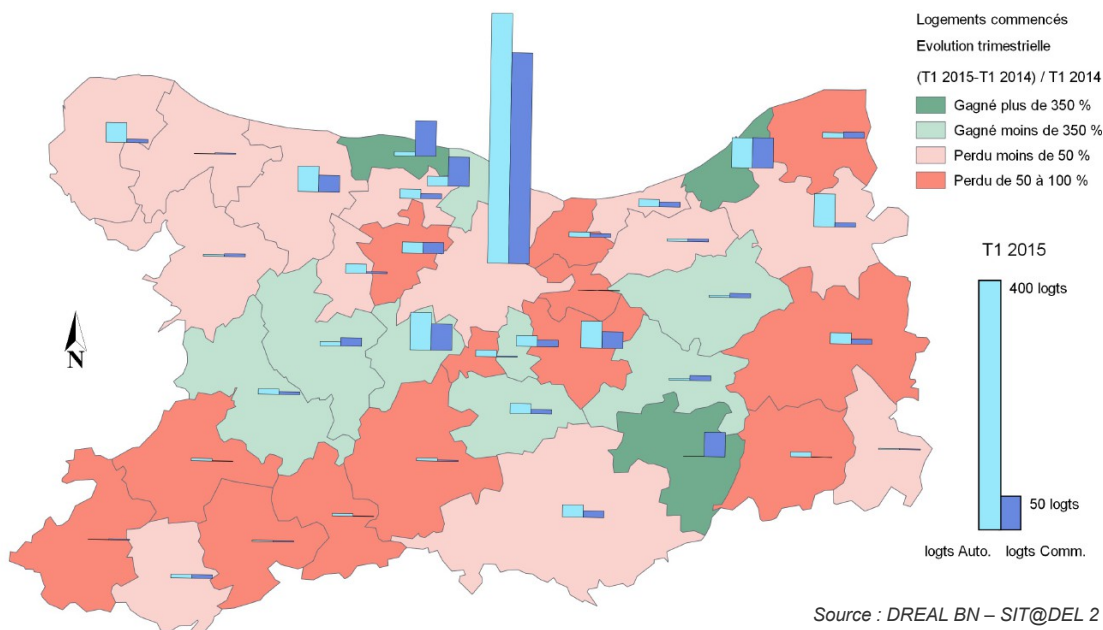 Logements commencés
Evolution trimestrielle
(T1 2015-T1 2014) / T1 2014
Gagné plus de 350 %
Gagné moins de 350 %
Perdu moins de 50 %
Perdu de 50 à 100 %
T1 2015
400 logts
50 logts
logts Auto. logts Comm.
N
Source : DREAL BN – SIT@DEL 2